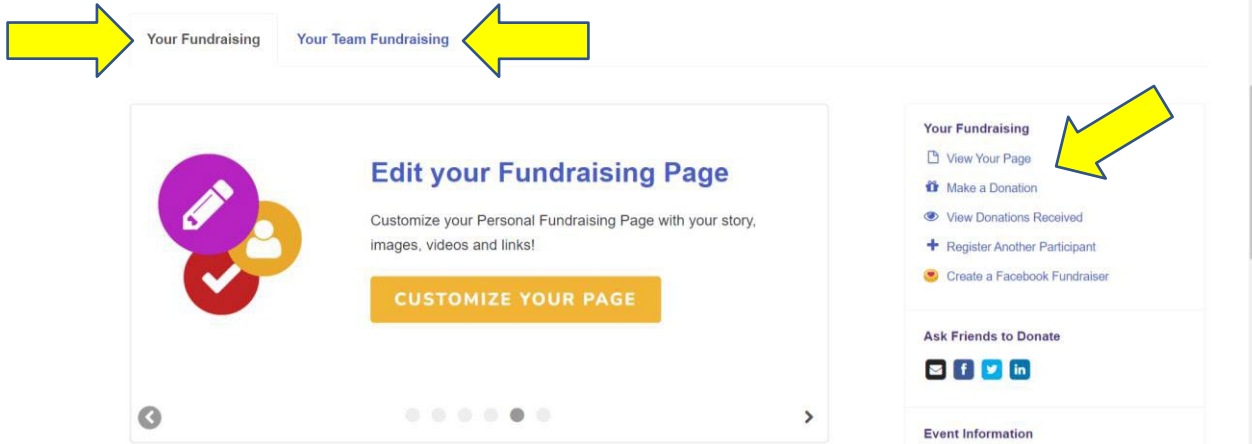 Your Fundraising
Your Team Fundraising
Edit your Fundraising Page
Customize your Personal Fundraising Page with your story,
images, videos and links!
CUSTOMIZE YOUR PAGE
Your Fundraising
View Your Page
Make a Donation
View Donations Received
Register Another Participant
Create a Facebook Fundraiser
Ask Friends to Donate
Event Information